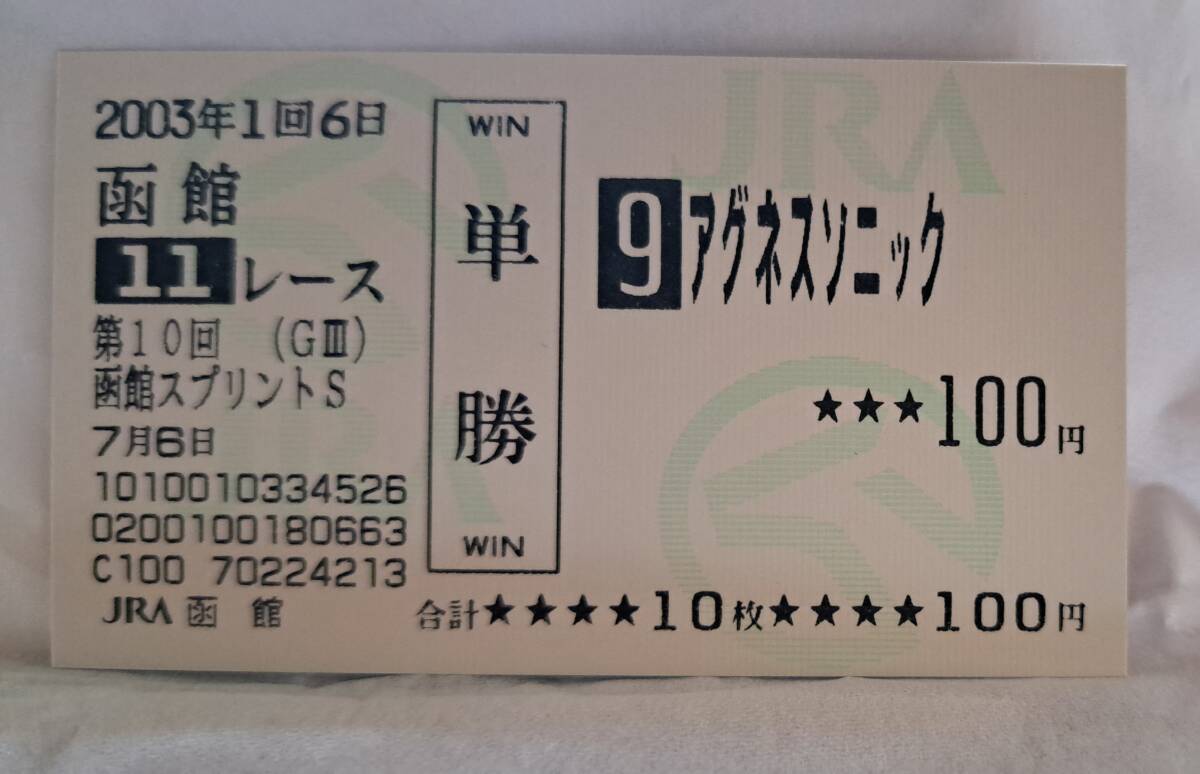 2003年1回6日
函館
11レース
第10回 (GⅢ)
函館スプリントS
7月6日
1010010334526
0200100180663
C100 70224213
JRA 函館
WIN
単勝
WIN
JRA
9 アグネスソニック
★★★100円
合計★★★★10枚★★★★100円